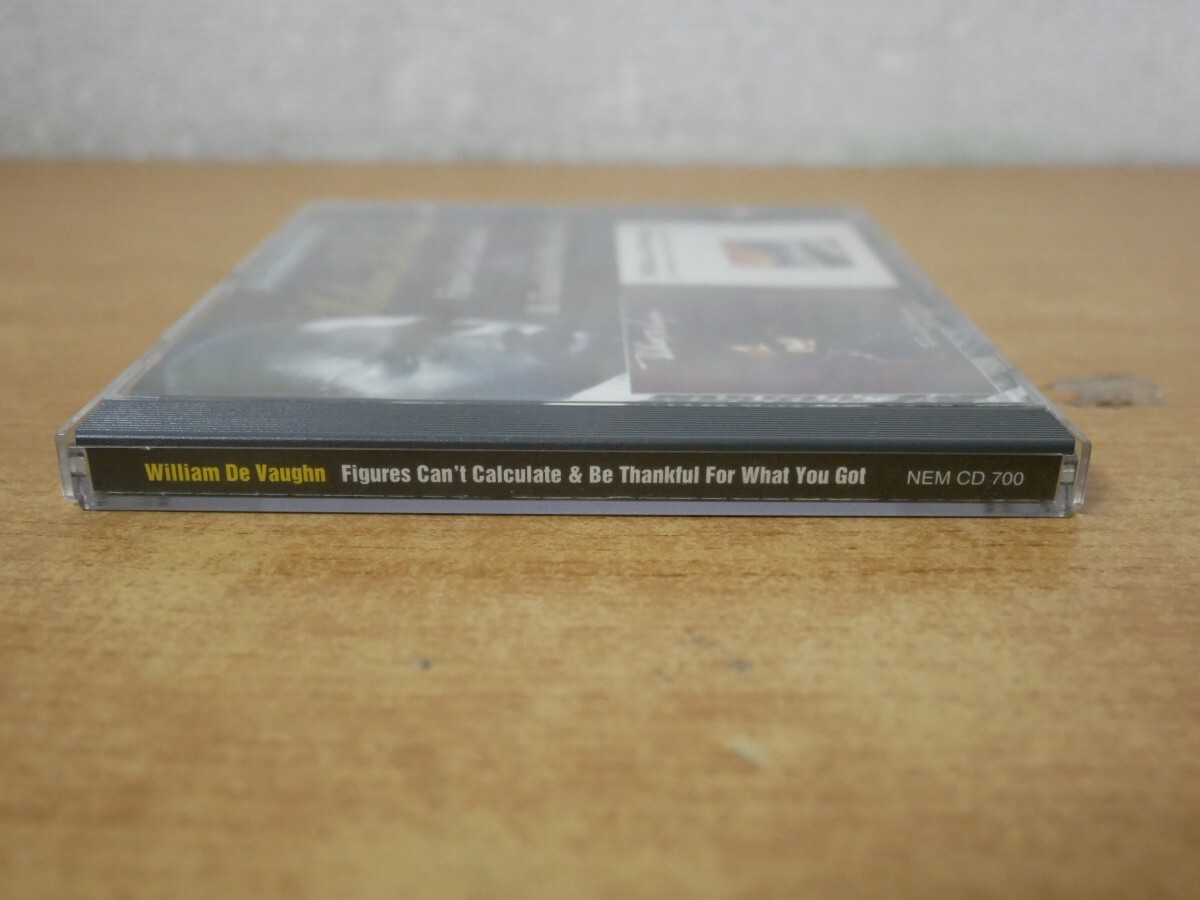 William De Vaughn Figures Can't Calculate & Be Thankful For What You Got NEM CD 700